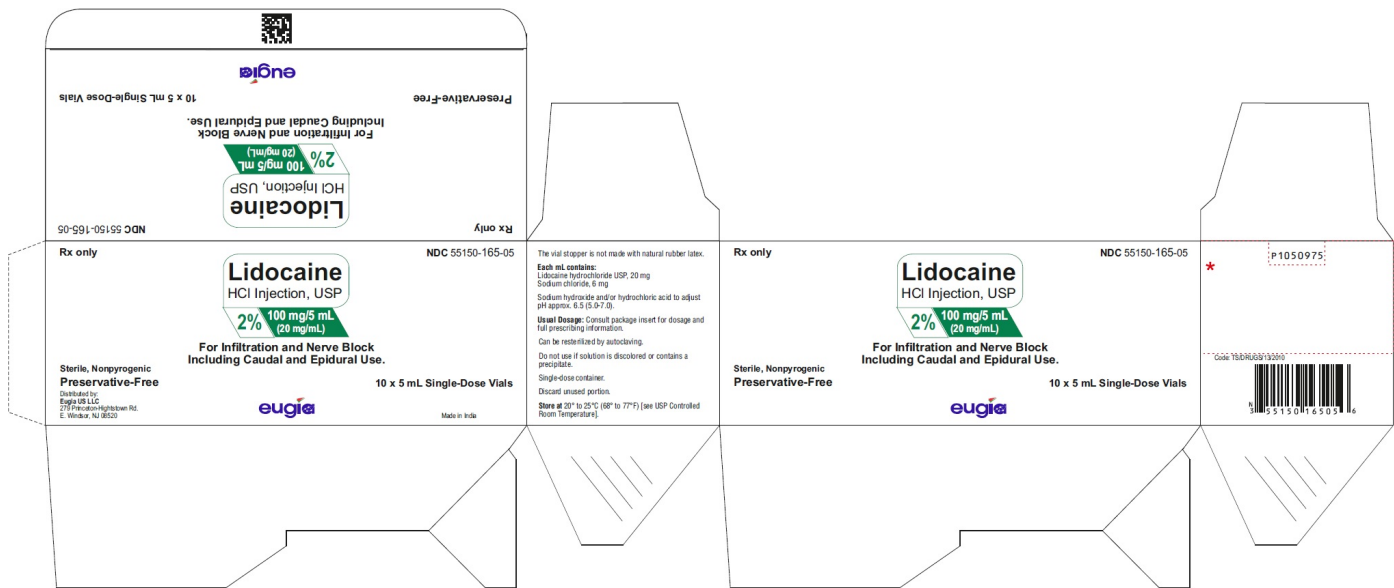 eugia
10 x 5 mL Single-Dose Vials
Preservative-Free
For Infiltration and Nerve Block
Including Caudal and Epidural Use.
2%
100 mg/5 mL
(20 mg/mL)
Lidocaine
HCl Injection, USP
NDC 55150-165-05
Rx only
Rx only
NDC 55150-165-05
Lidocaine
HCl Injection, USP
2%
100 mg/5 mL
(20 mg/mL)
For Infiltration and Nerve Block
Including Caudal and Epidural Use.
Sterile, Nonpyrogenic
Preservative-Free
10 x 5 mL Single-Dose Vials
Distributed by:
Eugia US LLC
279 Princeton-Hightstown Rd.
E. Windsor, NJ 08520
eugia
Made in India
The vial stopper is not made with natural rubber latex.
Each mL contains:
Lidocaine hydrochloride USP, 20 mg
Sodium chloride, 6 mg
Sodium hydroxide and/or hydrochloric acid to adjust
pH approx. 6.5 (5.0-7.0).
Usual Dosage: Consult package insert for dosage and
full prescribing information.
Can be resterilized by autoclaving.
Do not use if solution is discolored or contains a
precipitate.
Single-dose container.
Discard unused portion.
Store at 20° to 25°C (68° to 77°F) [see USP Controlled
Room Temperature].
Rx only
NDC 55150-165-05
Lidocaine
HCl Injection, USP
2%
100 mg/5 mL
(20 mg/mL)
For Infiltration and Nerve Block
Including Caudal and Epidural Use.
Sterile, Nonpyrogenic
Preservative-Free
10 x 5 mL Single-Dose Vials
eugia
P1050975
*
Code: TS/DRUGS/13/2010
N
3 55150 16505 6